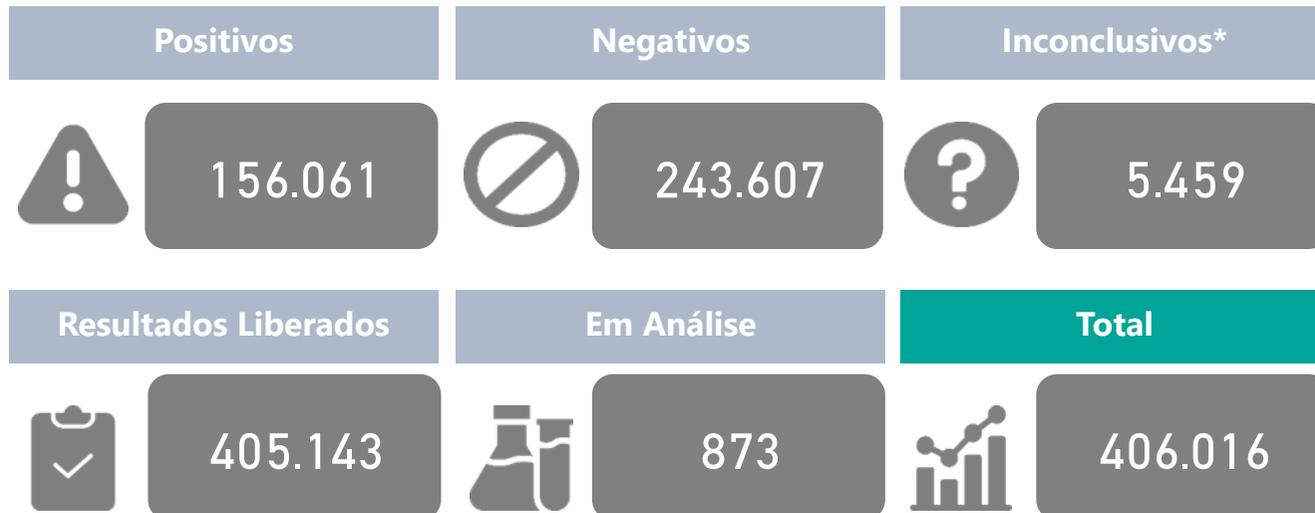 Positivos
Negativos
Inconclusivos*
156.061
243.607
5.459
Resultados Liberados
Em Análise
Total
405.143
873
406.016